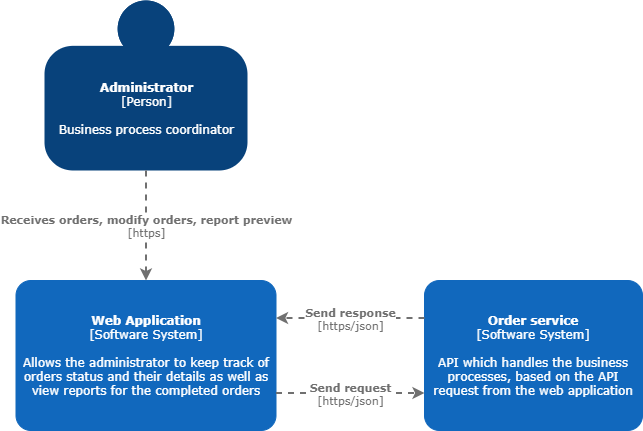 Administrator
[Person]
Business process coordinator
Receives orders, modify orders, report preview
[https]
Web Application
[Software System]
Allows the administrator to keep track of
orders status and their details as well as
view reports for the completed orders
Send response
[https/json]
Send request
[https/json]
Order service
[Software System]
API which handles the business
processes, based on the API
request from the web application